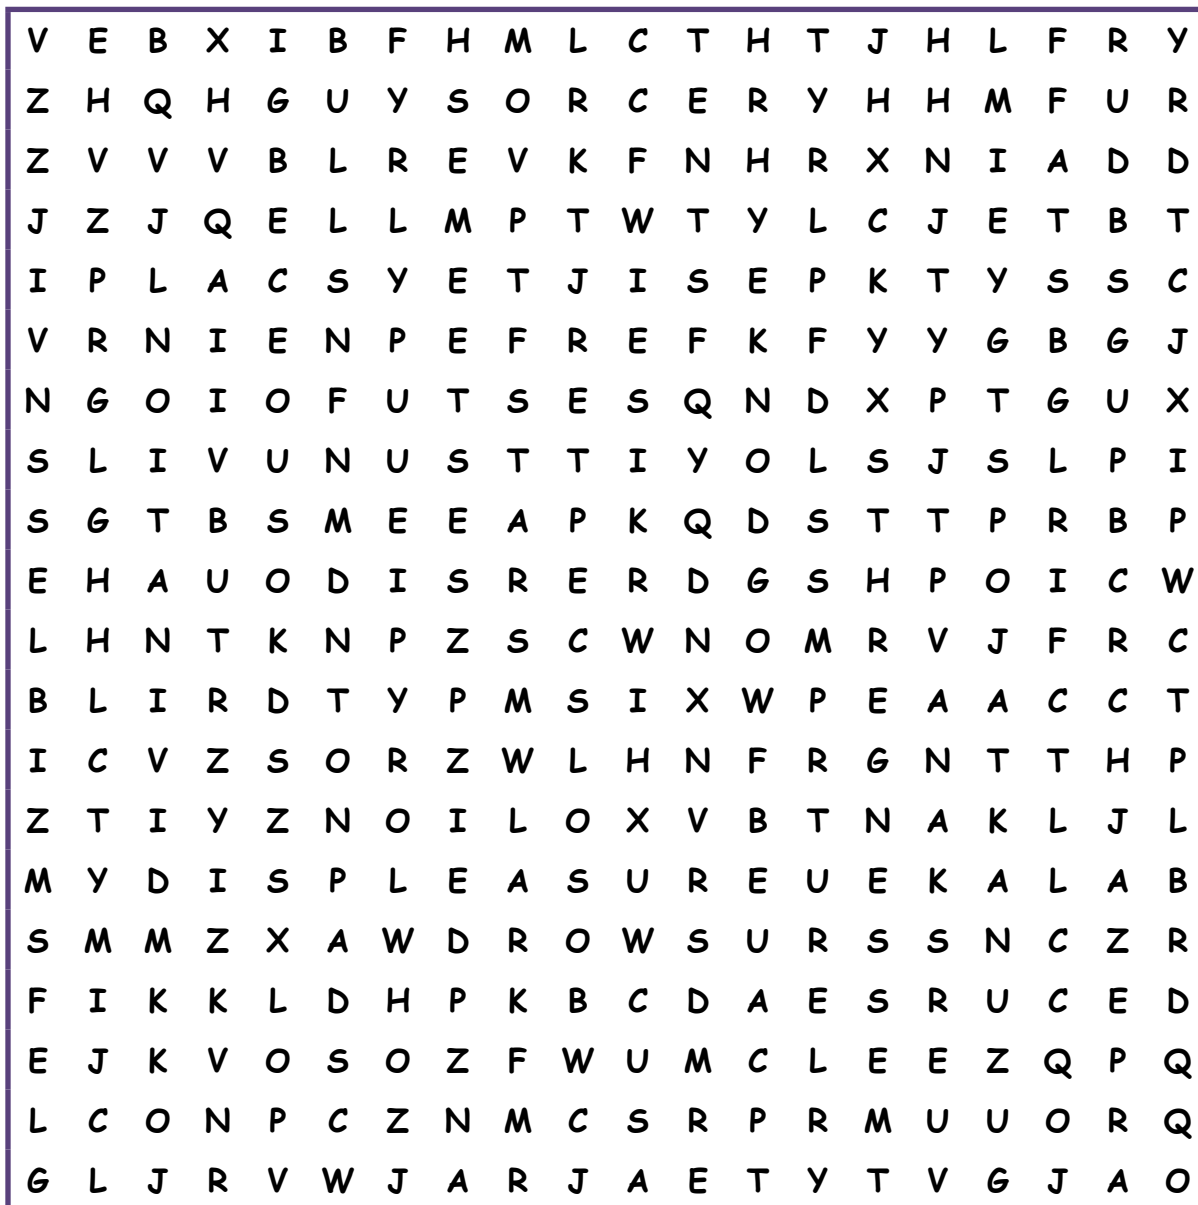 V E B X I B F H M L C T H T J H L F R Y
Z H Q H G U Y S O R C E R Y H H M F U R
Z V V V B L R E V K F N H R X N I A D D
J Z J Q E L L M P T W T Y L C J E T B T
I P L A C S Y E T J I S E P K T Y S S C
V R N I E N P E F R E F K F Y Y G B G J
N G O I O F U T S E S Q N D X P T G U X
S L I V U N U S T T I Y O L S J S L P I
S G T B S M E E A P K Q D S T T P R B P
E H A U O D I S R E R D G S H P O I C W
L H N T K N P Z S C W N O M R V J F R C
B L I R D T Y P M S I X W P E A A C C T
I C V Z S O R Z W L H N F R G N T T H P
Z T I Y Z N O I L O X V B T N A K L J L
M Y D I S P L E A S U R E U E K A L A B
S M M Z X A W D R O W S U R S S N C Z R
F I K K L D H P K B C D A E S R U C E D
E J K V O S O Z F W U M C L E E Z Q P Q
L C O N P C Z N M C S R P R M U U O R Q
G L J R V W J A R J A E T Y T V G J A O